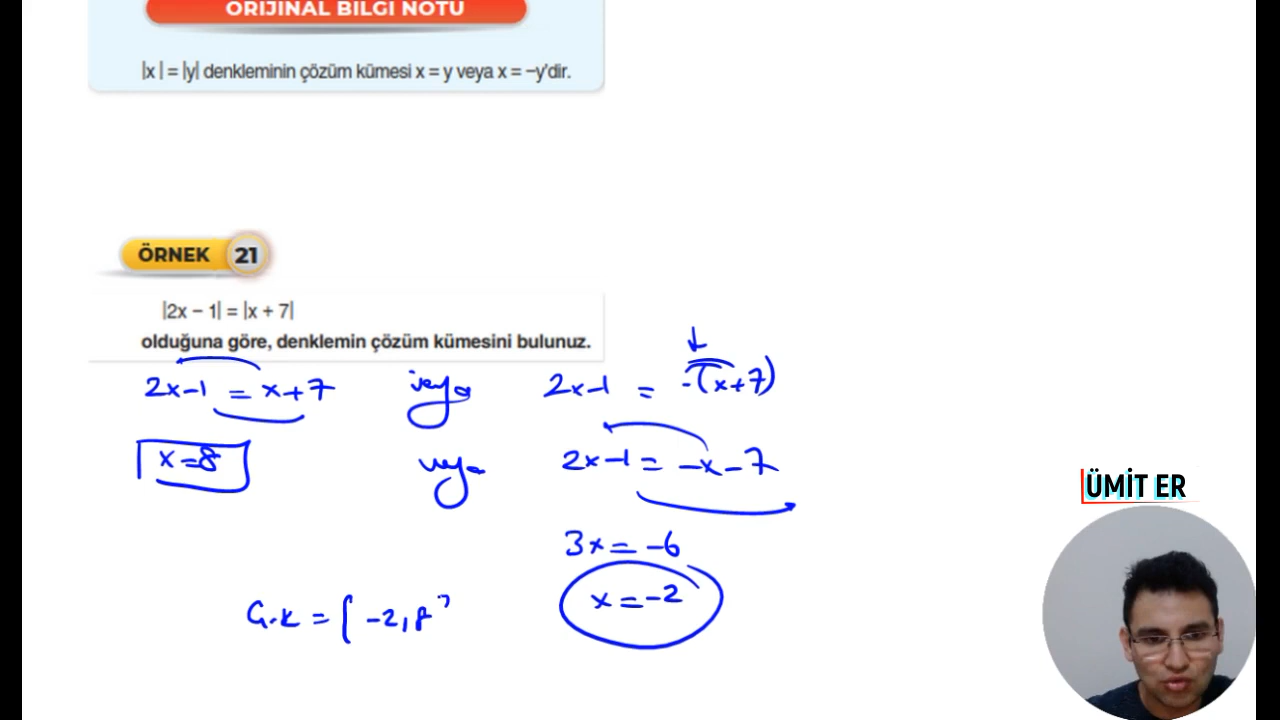 ORİJİNAL BİLGİ NOTU
|x | = |y| denkleminin çözüm kümesi x = y veya x = –y'dir.
ÖRNEK 21
|2x – 1| = |x + 7|
olduğuna göre, denklemin çözüm kümesini bulunuz.
2x-1 = x+7 veya 2x-1 = -(x+7)
x=8 veya 2x-1 = -x-7
3x = -6
x = -2
Ç.K = { -2, 8 }
ÜMİT ER